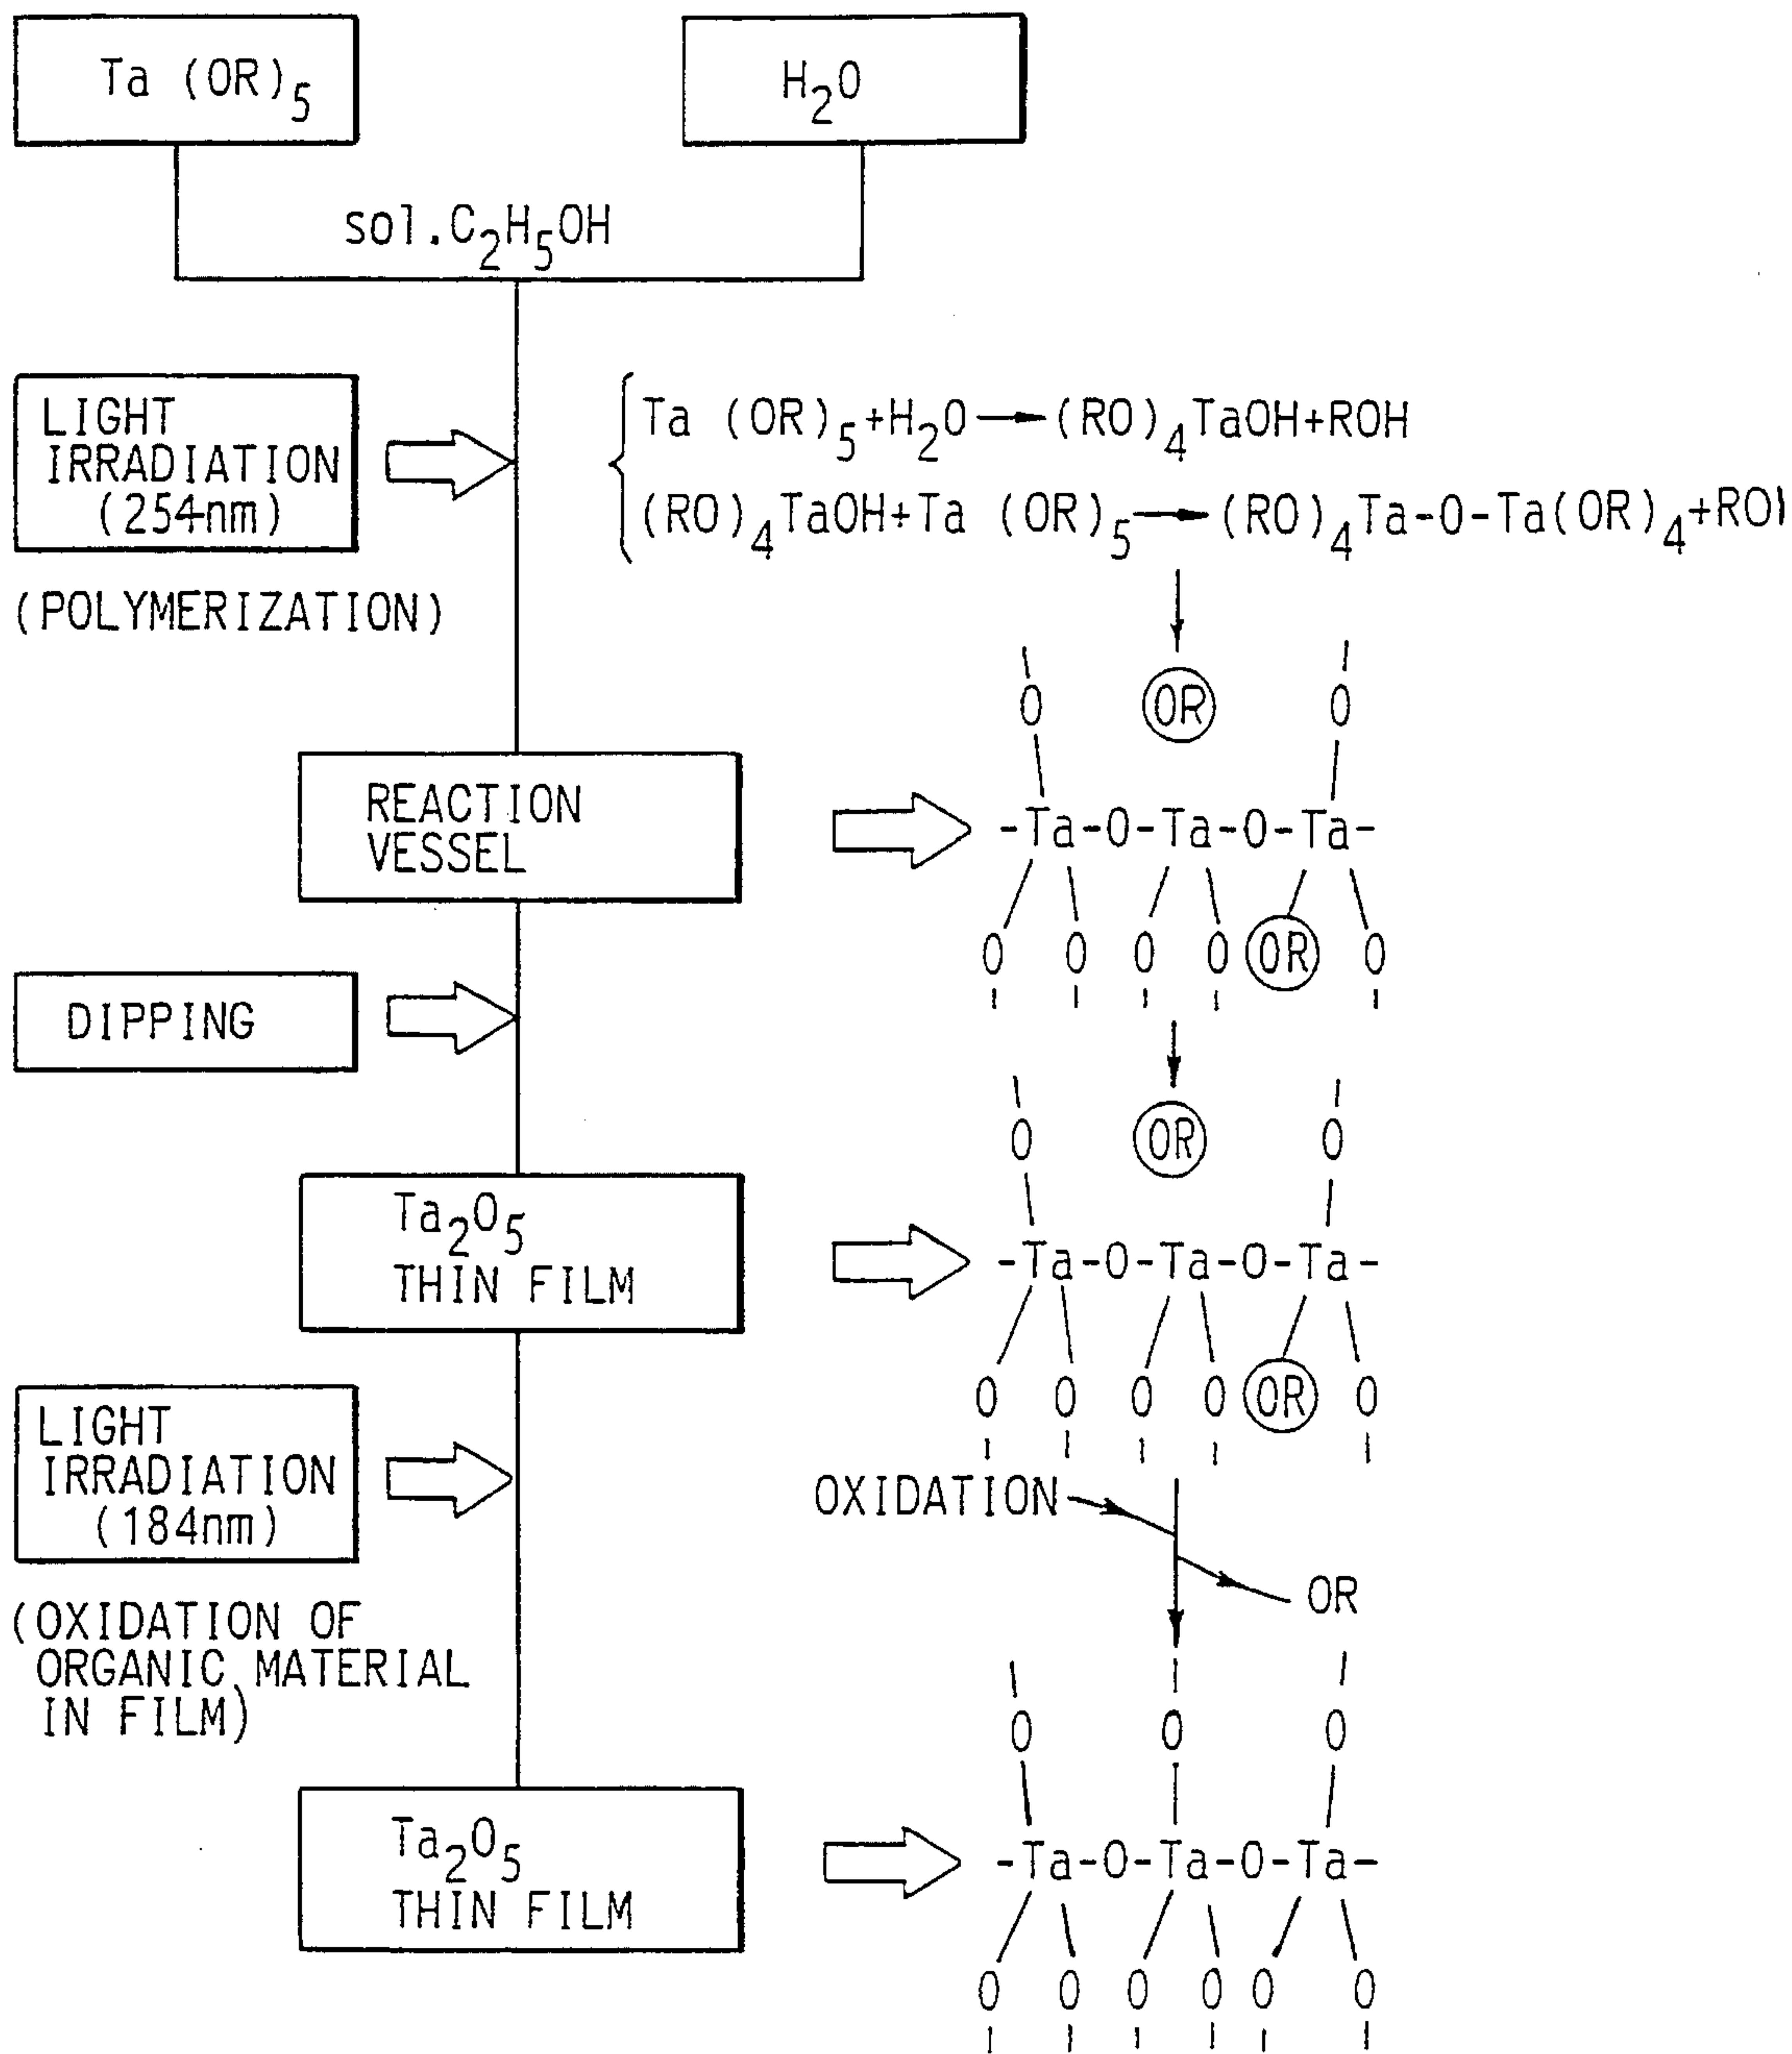 Ta (OR)5
H2O
sol.C2H5OH
LIGHT
IRRADIATION
(254nm)
(POLYMERIZATION)
Ta (OR)5+H2O→(RO)4TaOH+ROH
(RO)4TaOH+Ta (OR)5→(RO)4Ta-O-Ta(OR)4+RO
O OR O
REACTION
VESSEL
-Ta-O-Ta-O-Ta-
O O O O OR O
DIPPING
O OR O
Ta2O5
THIN FILM
-Ta-O-Ta-O-Ta-
O O O O OR O
LIGHT
IRRADIATION
(184nm)
OXIDATION
OR
(OXIDATION OF
ORGANIC MATERIAL
IN FILM)
O O O
Ta2O5
THIN FILM
-Ta-O-Ta-O-Ta-
O O O O O O